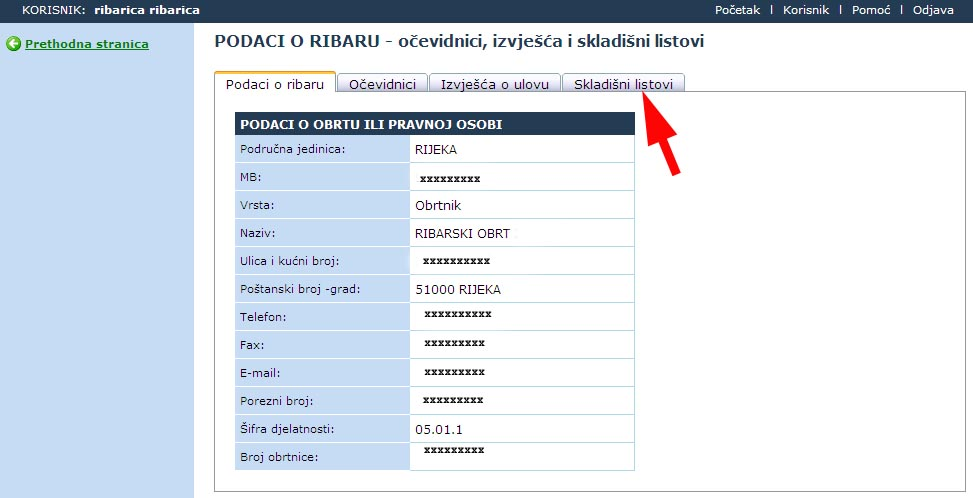 KORISNIK: ribarica ribarica
Početak | Korisnik | Pomoć | Odjava
Prethodna stranica
PODACI O RIBARU - očevidnici, izvješća i skladišni listovi
Podaci o ribaru Očevidnici Izvješća o ulovu Skladišni listovi
PODACI O OBRTU ILI PRAVNOJ OSOBI
Područna jedinica: RIJEKA
MB: xxxxxxxxx
Vrsta: Obrtnik
Naziv: RIBARSKI OBRT
Ulica i kućni broj: xxxxxxxxxx
Poštanski broj -grad: 51000 RIJEKA
Telefon: xxxxxxxxxx
Fax: xxxxxxxxx
E-mail: xxxxxxxxx
Porezni broj: xxxxxxxxx
Šifra djelatnosti: 05.01.1
Broj obrtnice: xxxxxxxxx